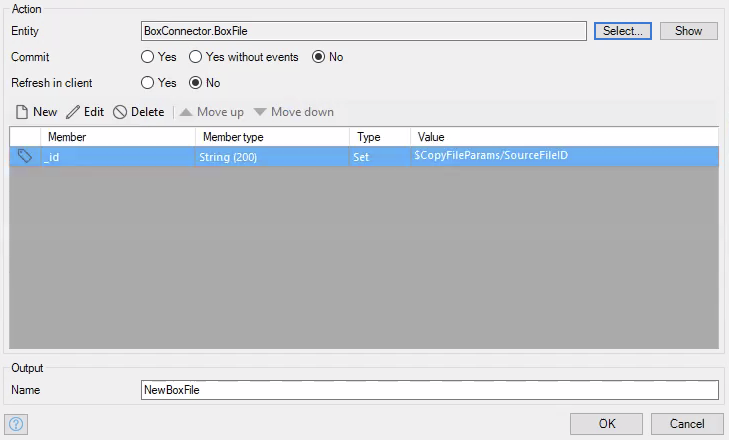 Action
Entity BoxConnector.BoxFile Select... Show
Commit Yes Yes without events No
Refresh in client Yes No
New Edit Delete Move up Move down
Member Member type Type Value
_id String (200) Set $CopyFileParams/SourceFileID
Output
Name NewBoxFile
? OK Cancel